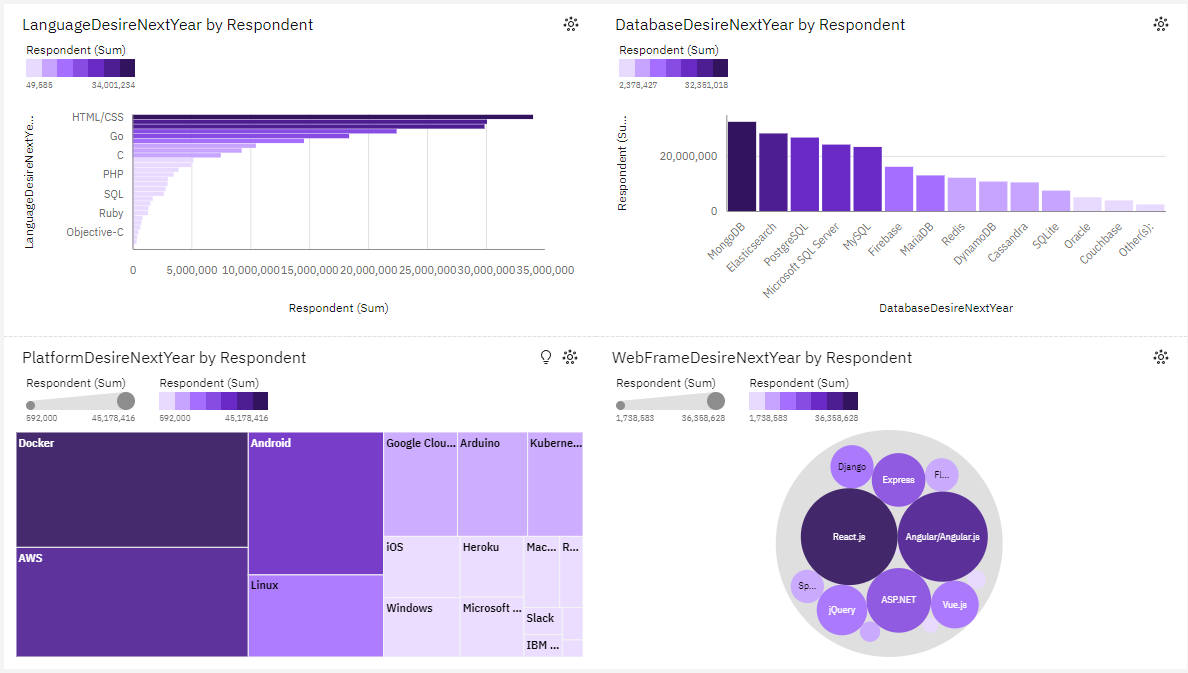 LanguageDesireNextYear by Respondent
Respondent (Sum)
49,585 34,001,234
LanguageDesireNextYe...
HTML/CSS
Go
C
PHP
SQL
Ruby
Objective-C
0 5,000,000 10,000,000 15,000,000 20,000,000 25,000,000 30,000,000 35,000,000
Respondent (Sum)
DatabaseDesireNextYear by Respondent
Respondent (Sum)
2,378,427 32,351,018
Respondent (Su...
20,000,000
0
MongoDB
Elasticsearch
PostgreSQL
Microsoft SQL Server
MySQL
Firebase
MariaDB
Redis
DynamoDB
Cassandra
SQLite
Oracle
Couchbase
Other(s):
DatabaseDesireNextYear
PlatformDesireNextYear by Respondent
Respondent (Sum) Respondent (Sum)
592,000 45,178,416 592,000 45,178,416
Docker
AWS
Android
Linux
Google Clou... Arduino Kuberne...
iOS Heroku Mac... R...
Windows Microsoft ... Slack
IBM ...
WebFrameDesireNextYear by Respondent
Respondent (Sum) Respondent (Sum)
1,738,583 36,358,628 1,738,583 36,358,628
Django Express Fl...
React.js Angular/Angular.js
Sp... jQuery ASP.NET Vue.js